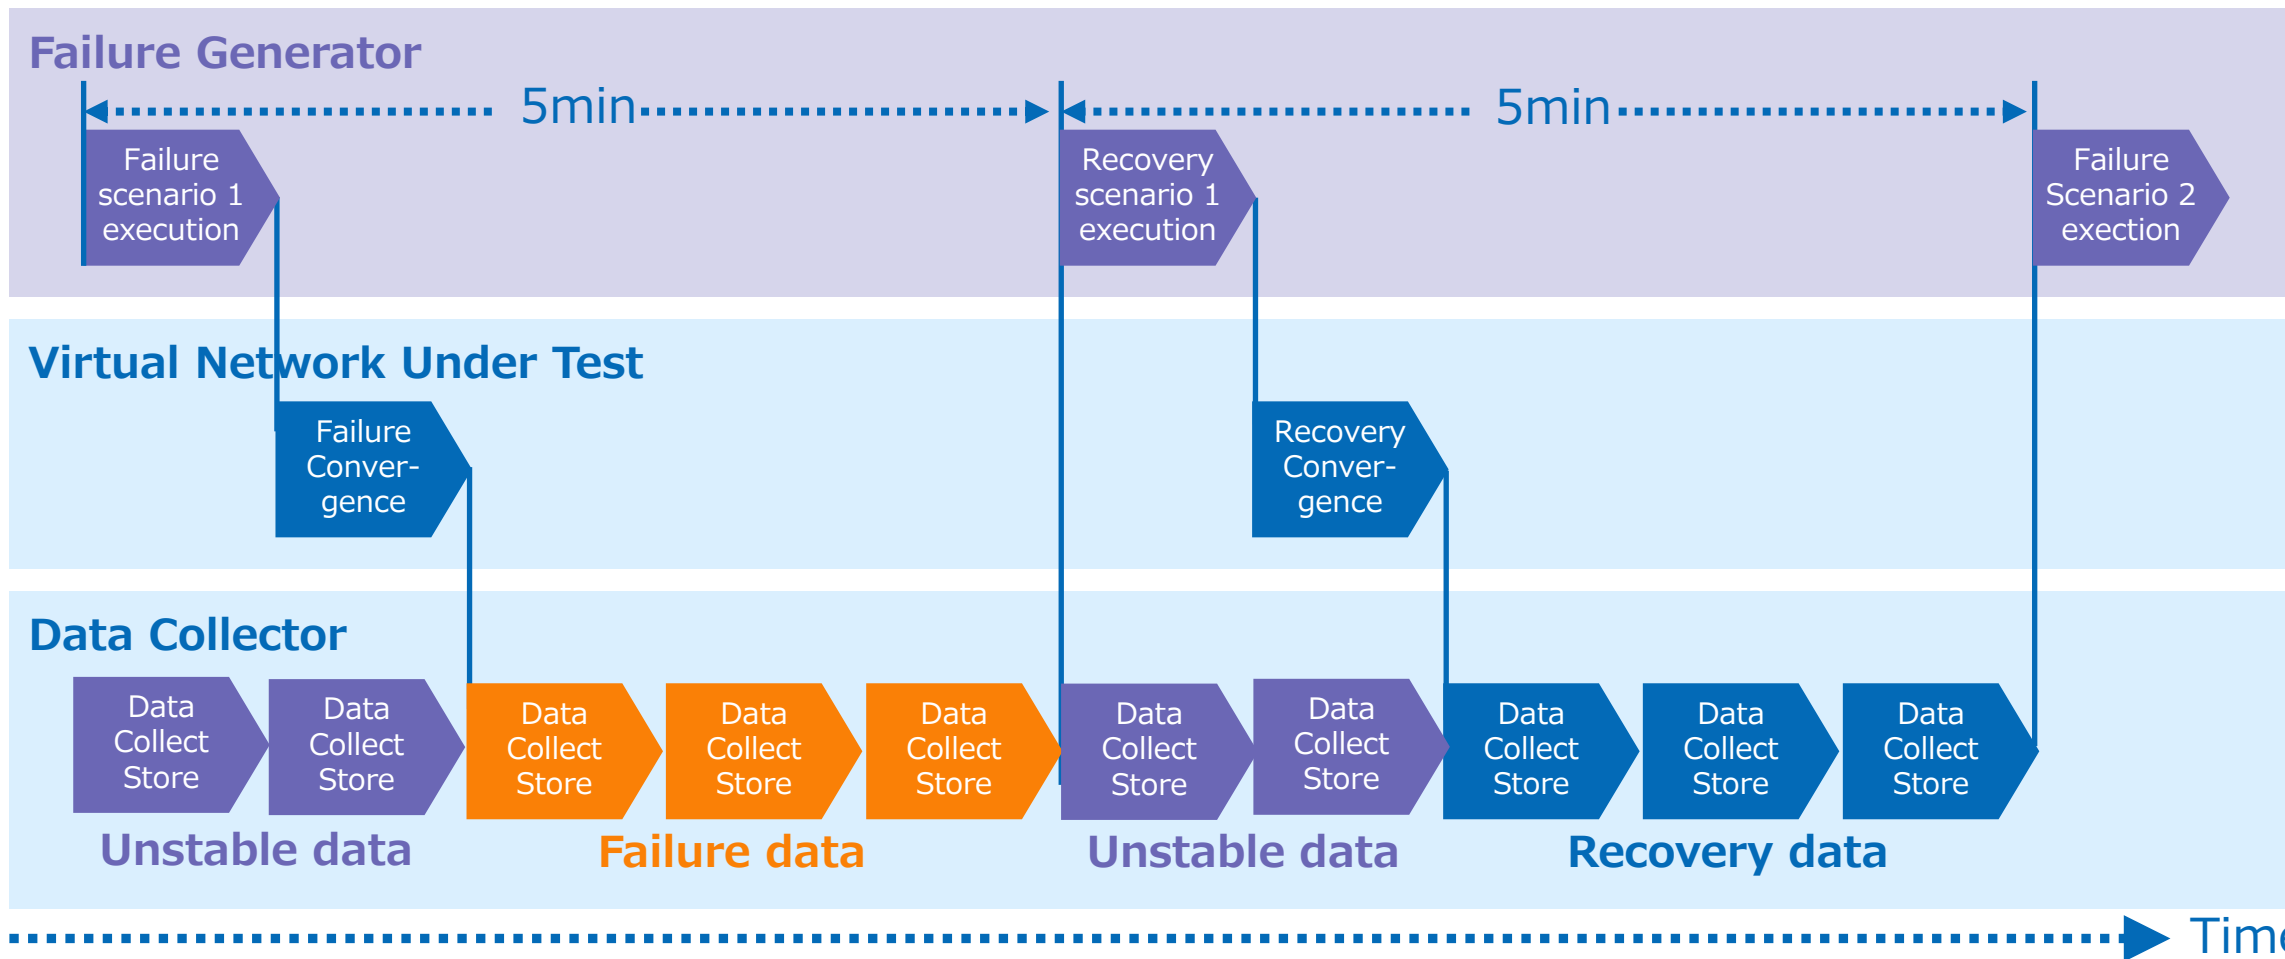 Failure Generator
5min
5min
Failure
scenario 1
execution
Recovery
scenario 1
execution
Failure
Scenario 2
exection
Virtual Network Under Test
Failure
Conver-
gence
Recovery
Conver-
gence
Data Collector
Data
Collect
Store
Data
Collect
Store
Data
Collect
Store
Data
Collect
Store
Data
Collect
Store
Data
Collect
Store
Data
Collect
Store
Data
Collect
Store
Data
Collect
Store
Data
Collect
Store
Unstable data
Failure data
Unstable data
Recovery data
Time